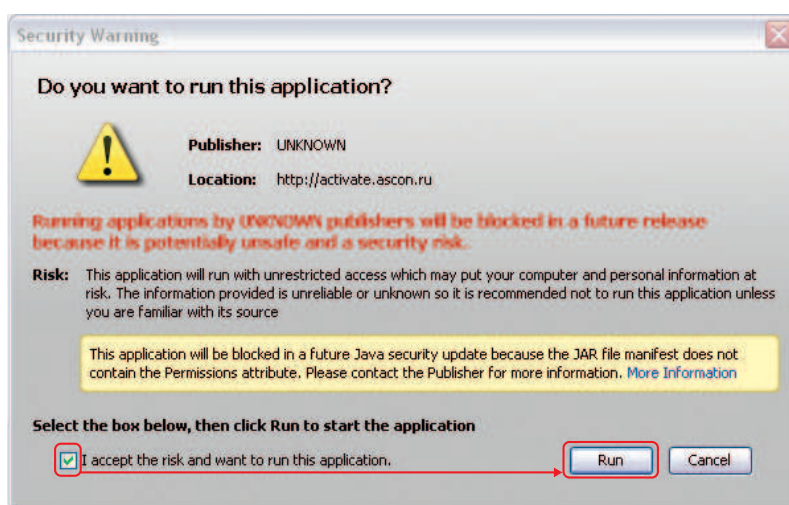 Security Warning
Do you want to run this application?
Publisher: UNKNOWN
Location: http://activate.ascon.ru
Running applications by UNKNOWN publishers will be blocked in a future release
because it is potentially unsafe and a security risk.
Risk: This application will run with unrestricted access which may put your computer and personal information at
risk. The information provided is unreliable or unknown so it is recommended not to run this application unless
you are familiar with its source
This application will be blocked in a future Java security update because the JAR file manifest does not
contain the Permissions attribute. Please contact the Publisher for more information. More Information
Select the box below, then click Run to start the application
I accept the risk and want to run this application. Run Cancel